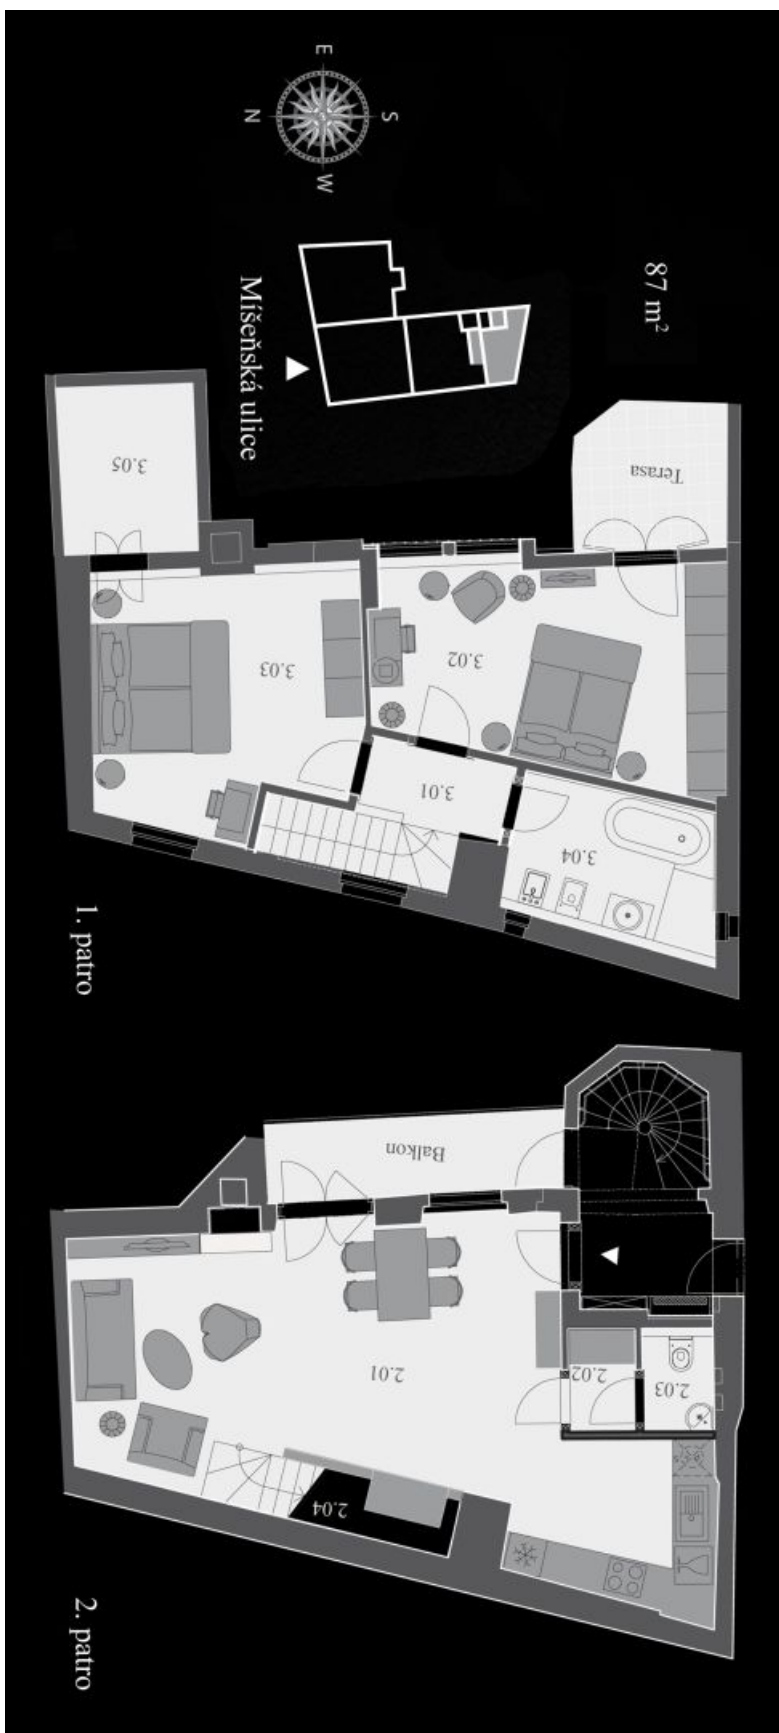 E
N
S
W
87 m²
Míšeňská ulice
3.05
Terasa
3.03
3.02
3.01
3.04
1. patro
Balkon
2.01
2.02
2.03
2.04
2. patro